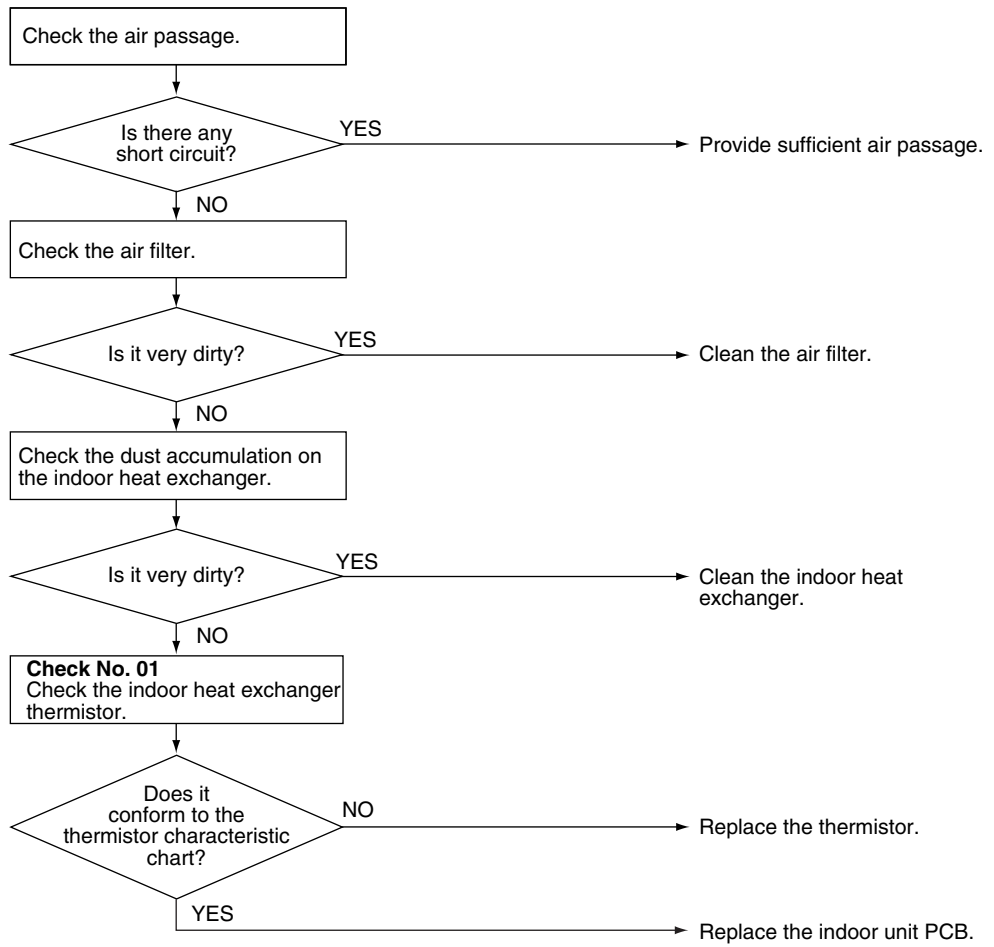 Check the air passage.
Is there any
short circuit?
YES
Provide sufficient air passage.
NO
Check the air filter.
Is it very dirty?
YES
Clean the air filter.
NO
Check the dust accumulation on
the indoor heat exchanger.
Is it very dirty?
YES
Clean the indoor heat
exchanger.
NO
Check No. 01
Check the indoor heat exchanger
thermistor.
Does it
conform to the
thermistor characteristic
chart?
NO
Replace the thermistor.
YES
Replace the indoor unit PCB.